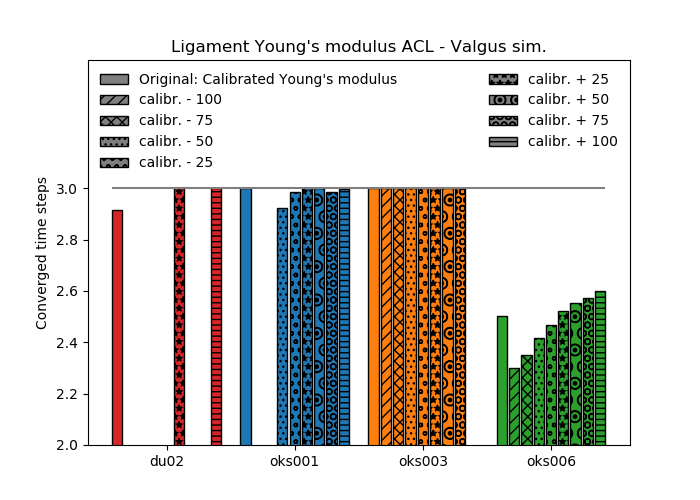 Ligament Young's modulus ACL - Valgus sim.
Original: Calibrated Young's modulus
calibr. - 100
calibr. - 75
calibr. - 50
calibr. - 25
calibr. + 25
calibr. + 50
calibr. + 75
calibr. + 100
Converged time steps
3.0
2.8
2.6
2.4
2.2
2.0
du02
oks001
oks003
oks006